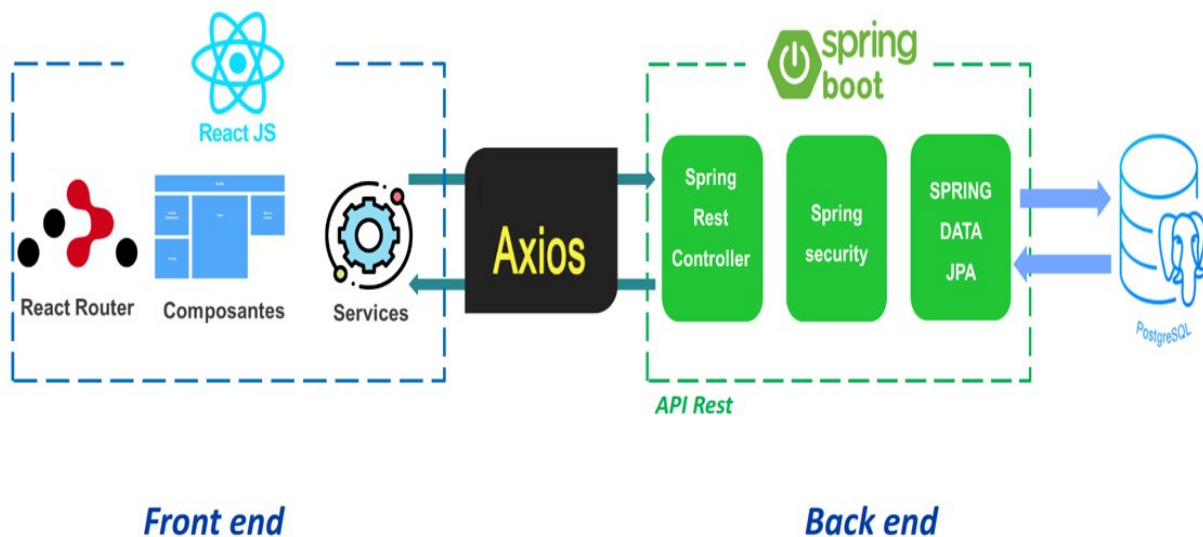 React JS
spring
boot
React Router
Composantes
Services
Axios
Spring
Rest
Controller
Spring
security
SPRING
DATA
JPA
PostgreSQL
API Rest
Front end
Back end